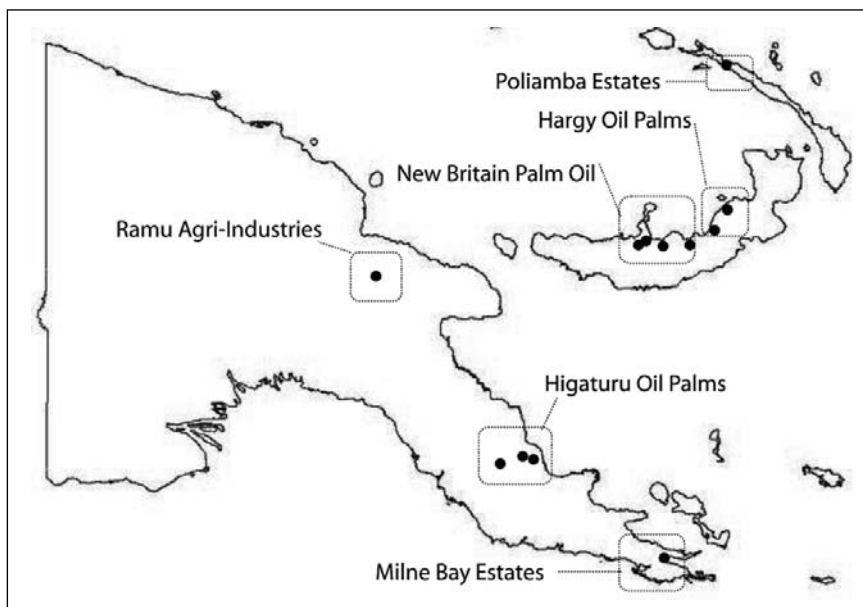 Poliamba Estates
Hargy Oil Palms
New Britain Palm Oil
Ramu Agri-Industries
Higaturu Oil Palms
Milne Bay Estates